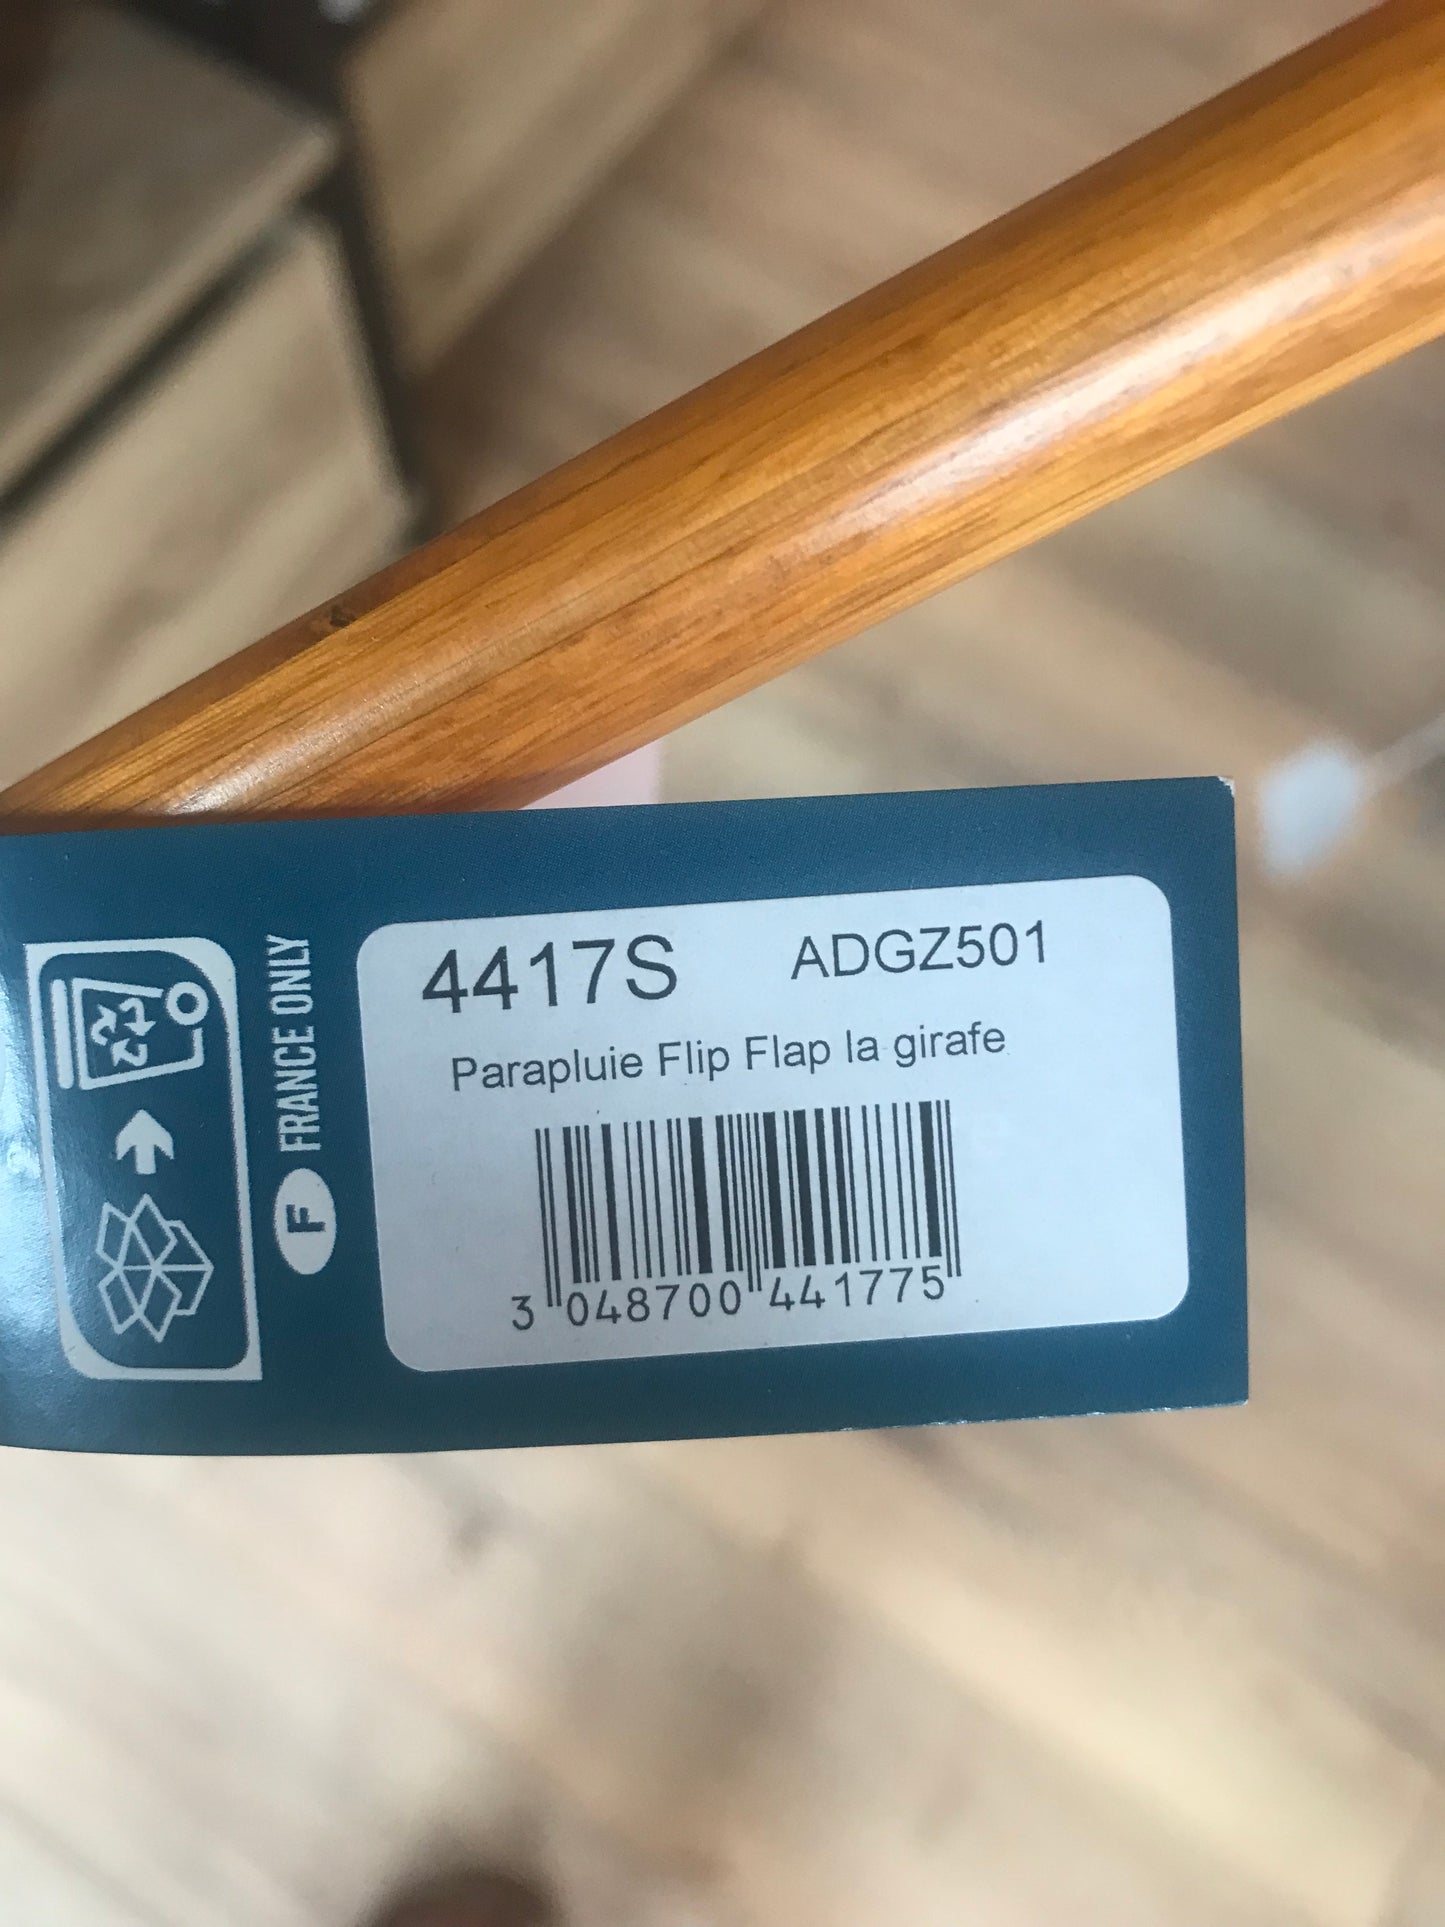 4417S ADGZ501
Parapluie Flip Flap la girafe
3 048700 441775
F FRANCE ONLY